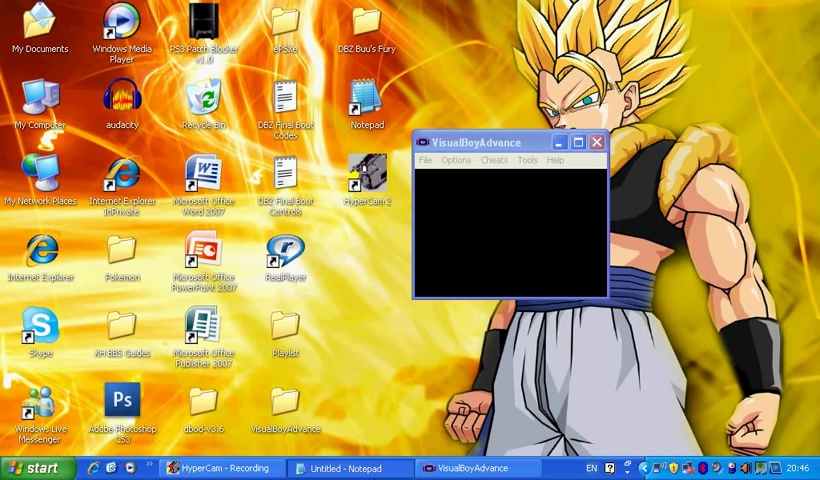 My Documents
Windows Media
Player
PS3 Patch Blocker
v1.0
ePSXe
DBZ Buu's Fury
My Computer
audacity
Recycle Bin
DBZ Final Bout
Codes
Notepad
My Network Places
Internet Explorer
InPrivate
Microsoft Office
Word 2007
DBZ Final Bout
Controls
HyperCam 2
Internet Explorer
Pokemon
Microsoft Office
PowerPoint 2007
RealPlayer
Skype
KH BBS Guides
Microsoft Office
Publisher 2007
Playlist
Windows Live
Messenger
Ps
Adobe Photoshop
CS3
dbod-v3.6
VisualBoyAdvance
VisualBoyAdvance
File Options Cheats Tools Help
start
HyperCam - Recording
Untitled - Notepad
VisualBoyAdvance
EN
20:46